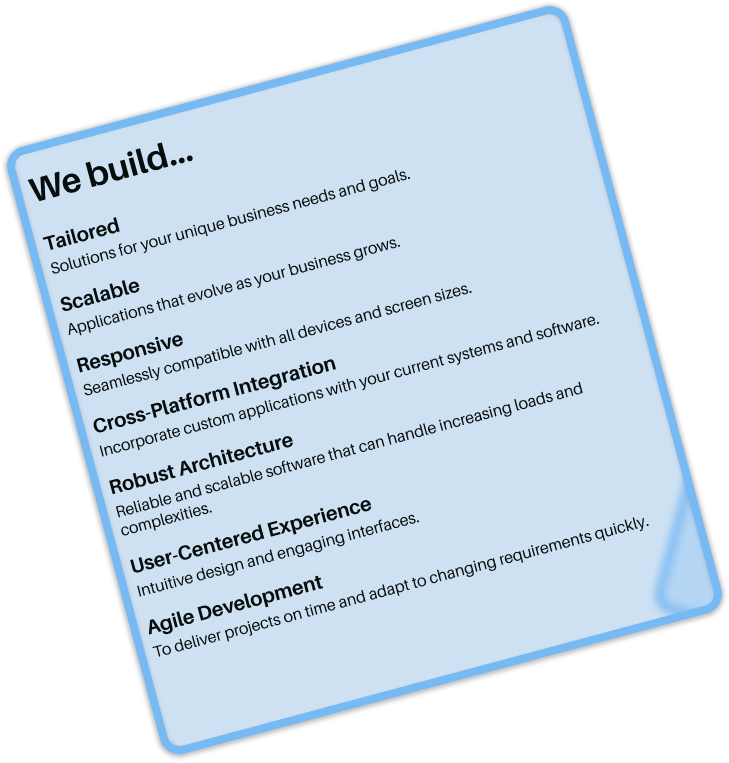 We build...
Tailored
Solutions for your unique business needs and goals.
Scalable
Applications that evolve as your business grows.
Responsive
Seamlessly compatible with all devices and screen sizes.
Cross-Platform Integration
Incorporate custom applications with your current systems and software.
Robust Architecture
Reliable and scalable software that can handle increasing loads and
complexities.
User-Centered Experience
Intuitive design and engaging interfaces.
Agile Development
To deliver projects on time and adapt to changing requirements quickly.